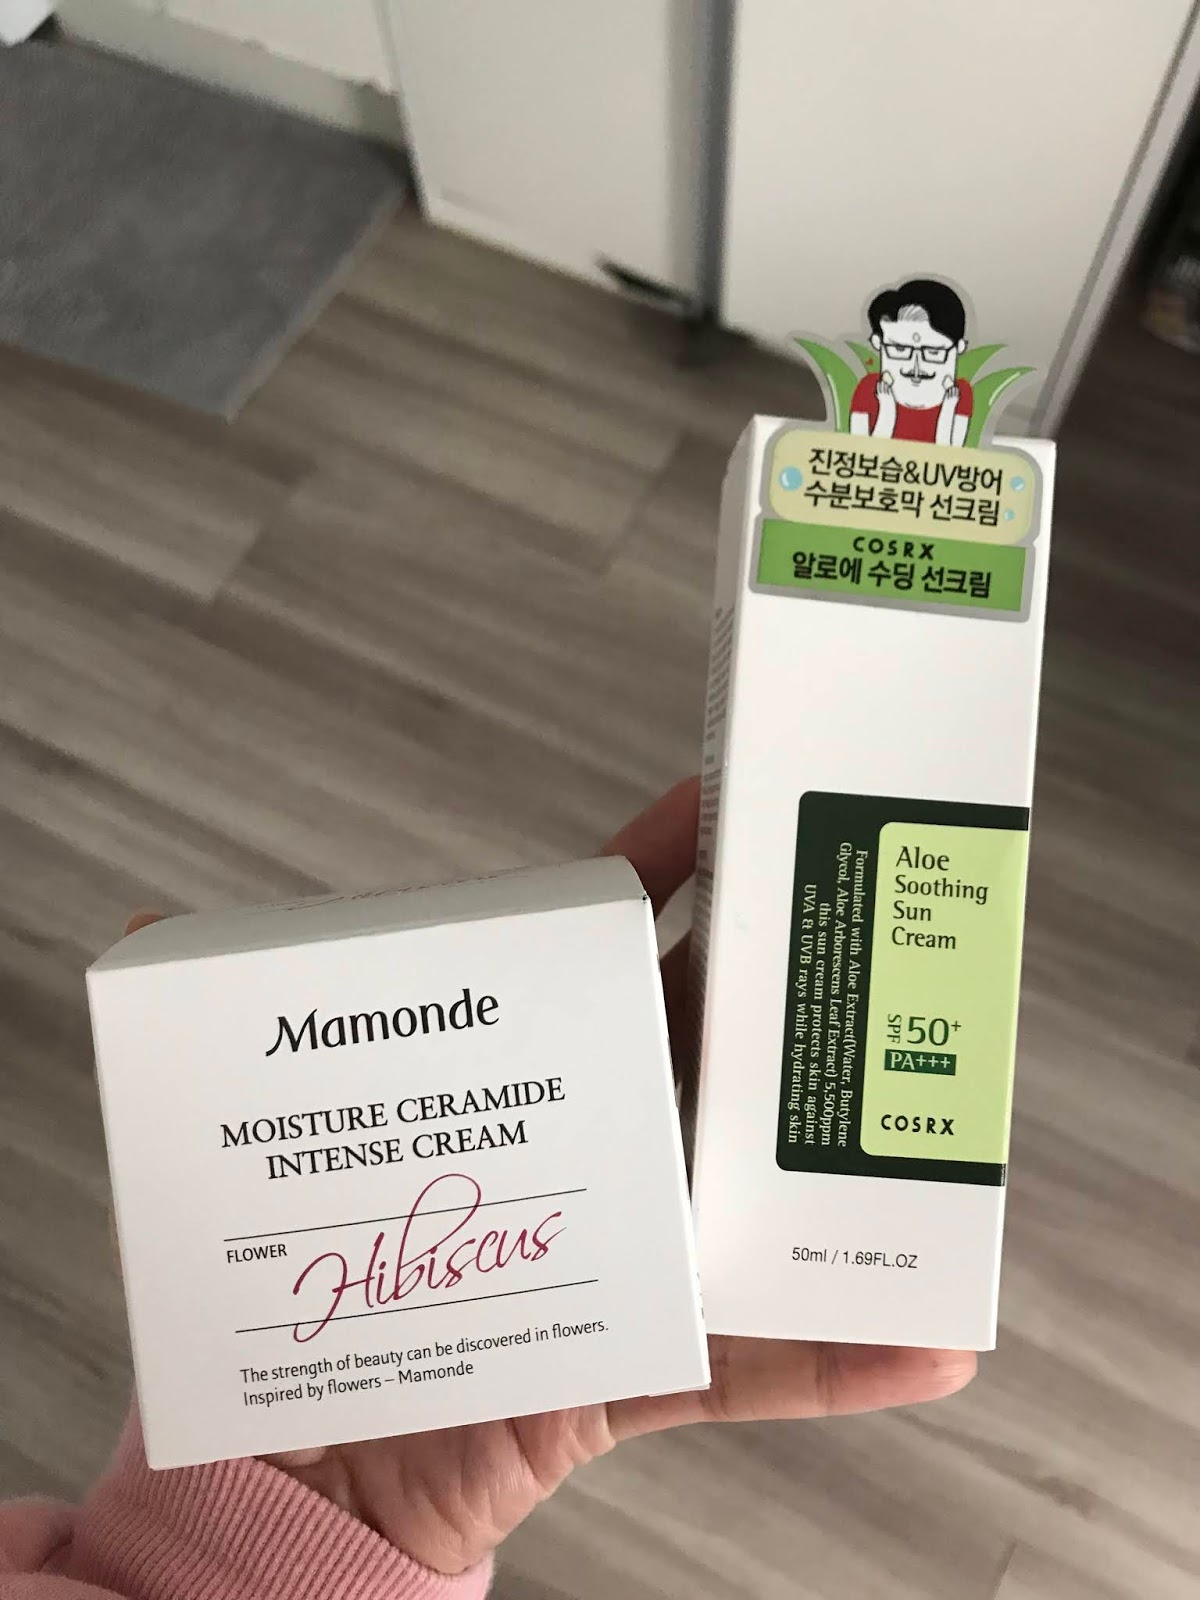 Mamonde
MOISTURE CERAMIDE
INTENSE CREAM
FLOWER
Hibiscus
The strength of beauty can be discovered in flowers.
Inspired by flowers – Mamonde
진정보습&UV방어
수분보호막 선크림
COSRX
알로에 수딩 선크림
Aloe
Soothing
Sun
Cream
SPF 50+
PA+++
COSRX
Formulated with Aloe Extract(Water, Butylene
Glycol, Aloe Arborescens Leaf Extract) 5,500ppm
this sun cream protects skin against
UVA & UVB rays while hydrating skin
50ml / 1.69FL.OZ